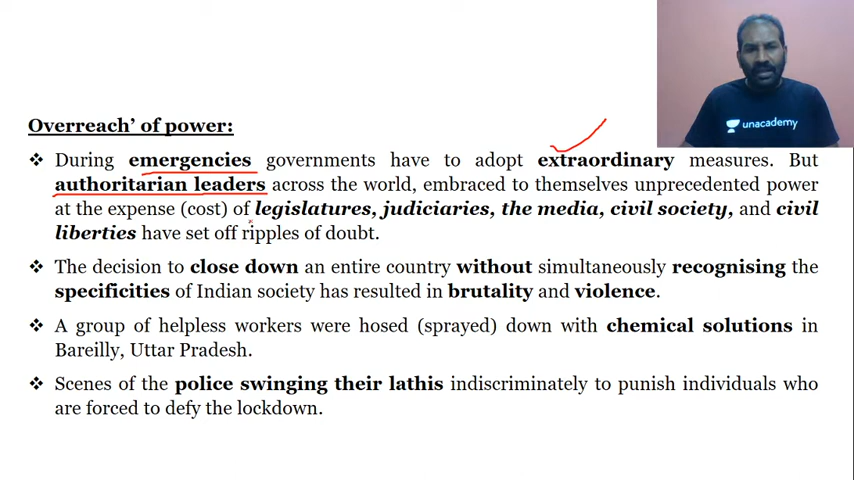 unacademy
Overreach’ of power:
❖ During emergencies governments have to adopt extraordinary measures. But
authoritarian leaders across the world, embraced to themselves unprecedented power
at the expense (cost) of legislatures, judiciaries, the media, civil society, and civil
liberties have set off ripples of doubt.
❖ The decision to close down an entire country without simultaneously recognising the
specificities of Indian society has resulted in brutality and violence.
❖ A group of helpless workers were hosed (sprayed) down with chemical solutions in
Bareilly, Uttar Pradesh.
❖ Scenes of the police swinging their lathis indiscriminately to punish individuals who
are forced to defy the lockdown.